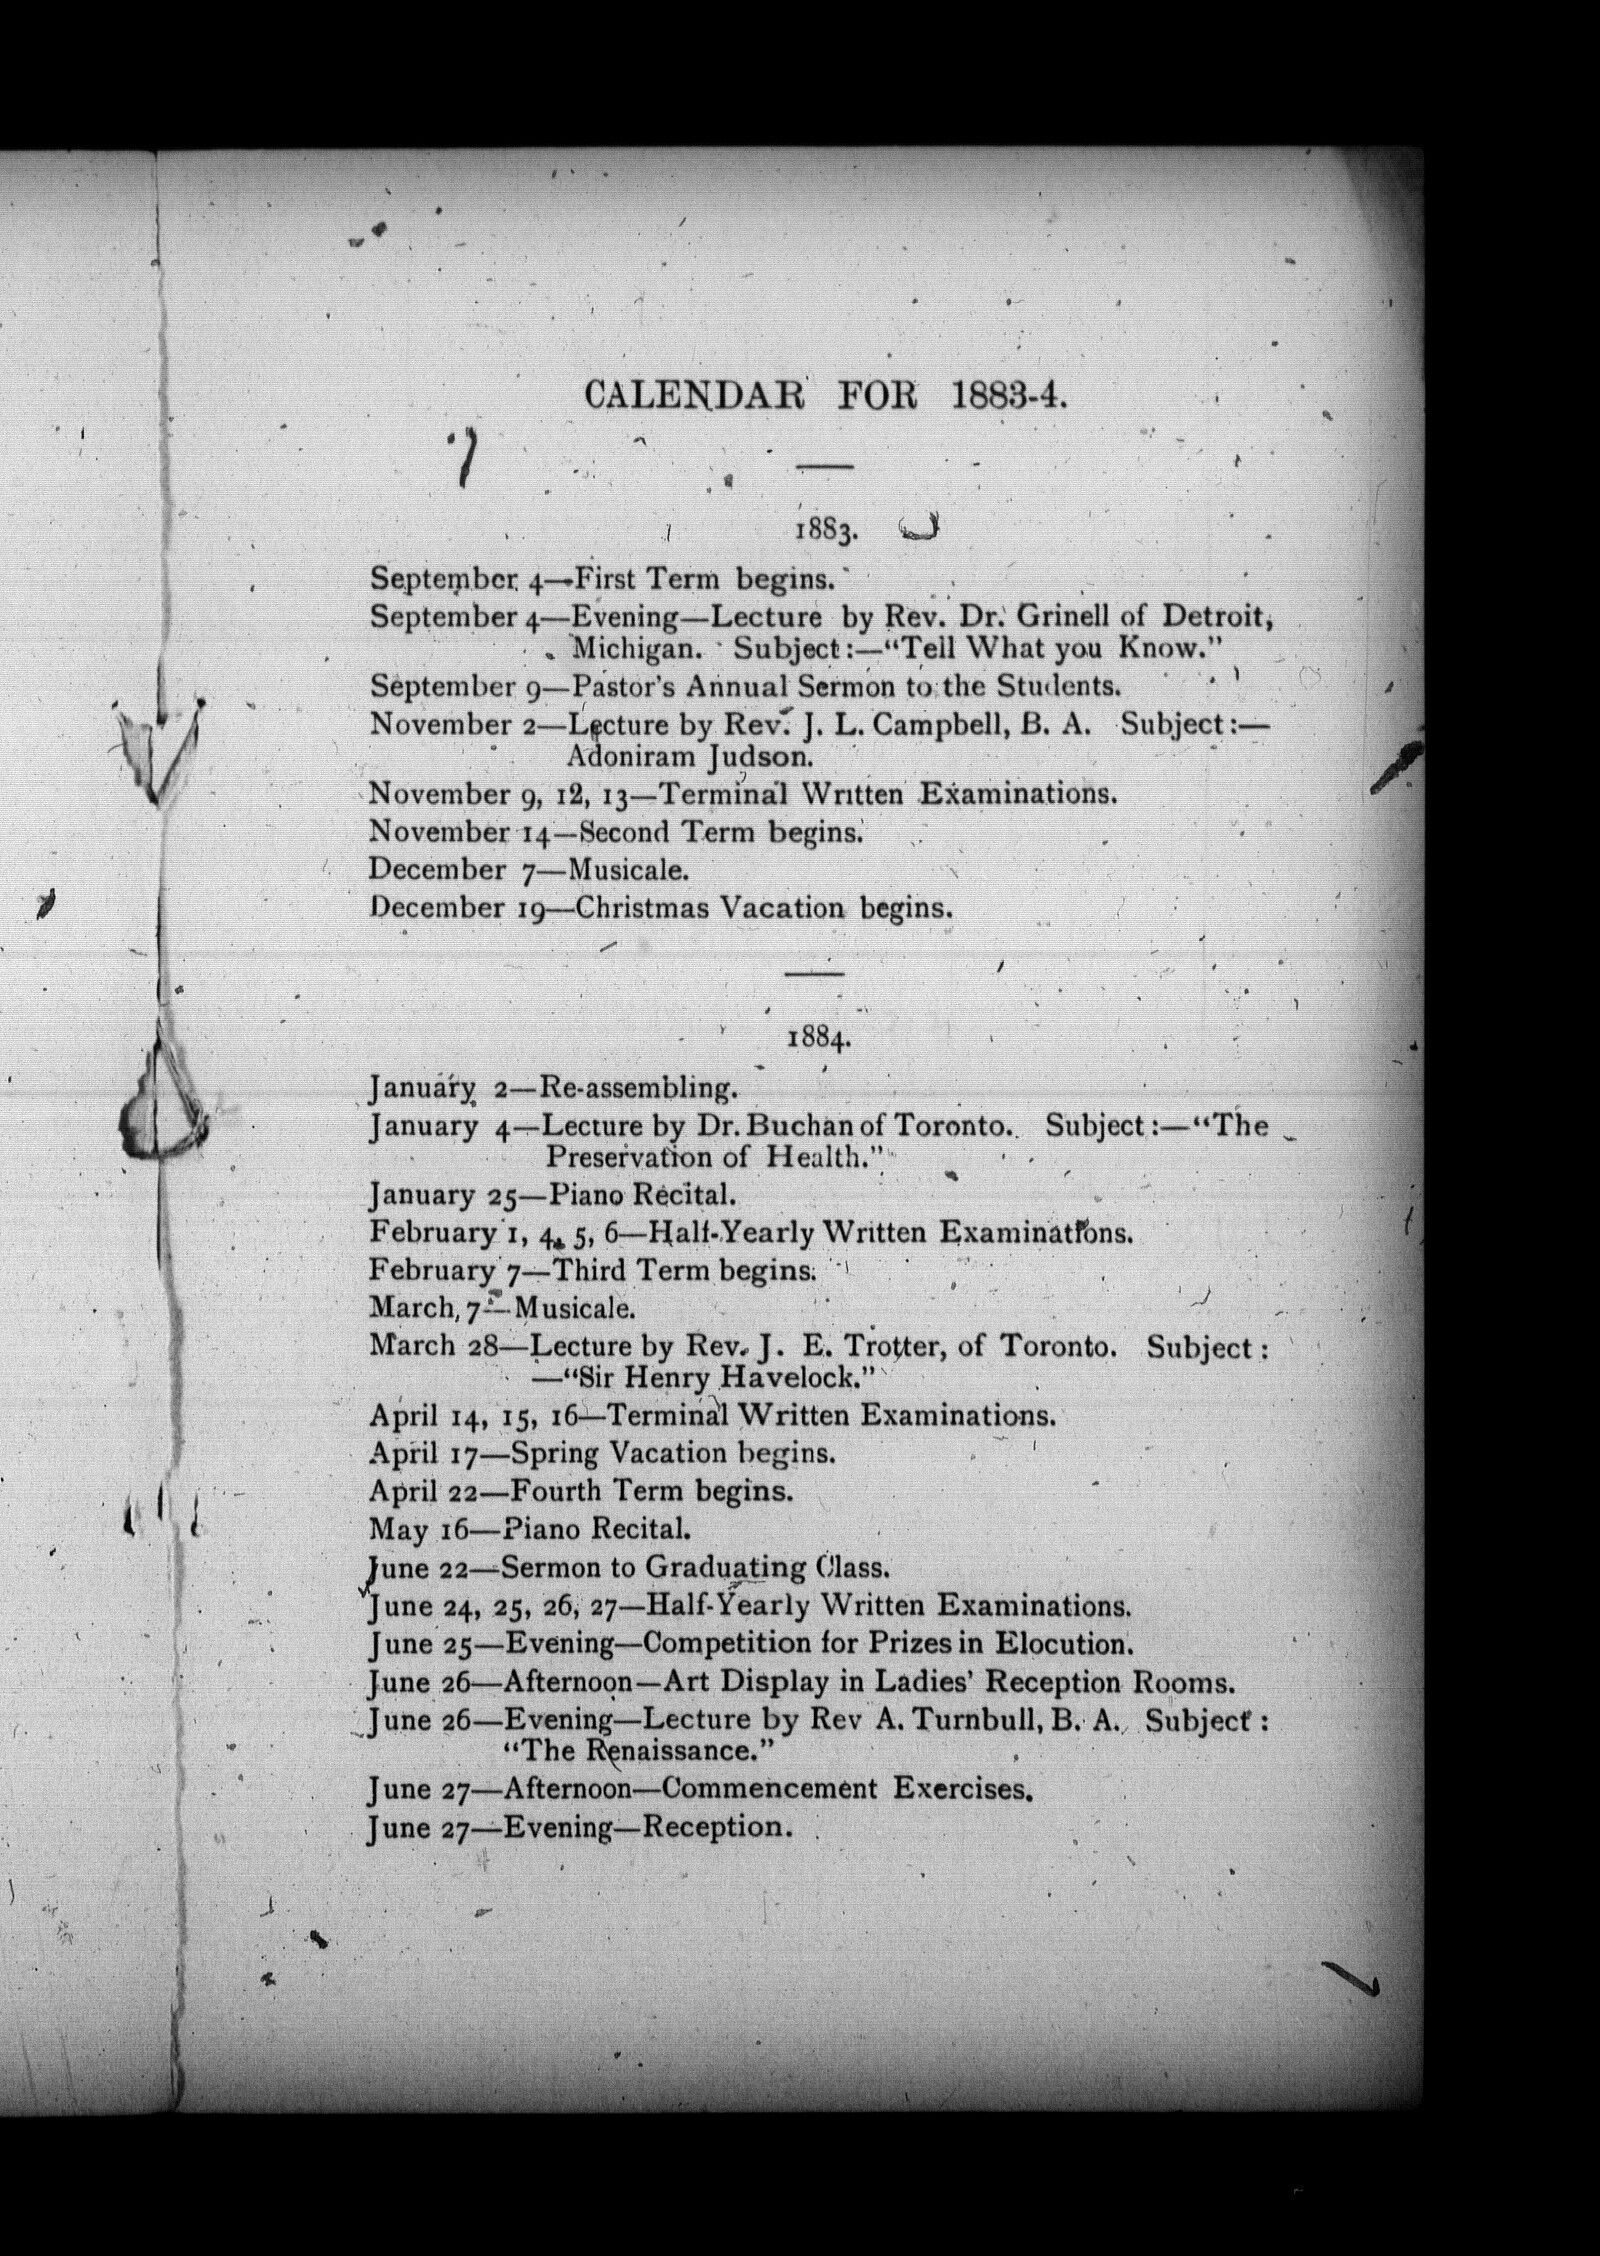 CALENDAR FOR 1883-4.
1883.
September 4—First Term begins.
September 4—Evening—Lecture by Rev. Dr. Grinell of Detroit,
Michigan. Subject:—“Tell What you Know.”
September 9—Pastor's Annual Sermon to the Students.
November 2—Lecture by Rev. J. L. Campbell, B. A. Subject:—
Adoniram Judson.
November 9, 12, 13—Terminal Written Examinations.
November 14—Second Term begins.
December 7—Musicale.
December 19—Christmas Vacation begins.
1884.
January 2—Re-assembling.
January 4—Lecture by Dr. Buchan of Toronto. Subject:—“The
Preservation of Health.”
January 25—Piano Recital.
February 1, 4, 5, 6—Half-Yearly Written Examinations.
February 7—Third Term begins.
March 7—Musicale.
March 28—Lecture by Rev. J. E. Trotter, of Toronto. Subject:
—“Sir Henry Havelock.”
April 14, 15, 16—Terminal Written Examinations.
April 17—Spring Vacation begins.
April 22—Fourth Term begins.
May 16—Piano Recital.
June 22—Sermon to Graduating Class.
June 24, 25, 26, 27—Half-Yearly Written Examinations.
June 25—Evening—Competition for Prizes in Elocution.
June 26—Afternoon—Art Display in Ladies' Reception Rooms.
June 26—Evening—Lecture by Rev A. Turnbull, B. A. Subject:
“The Renaissance.”
June 27—Afternoon—Commencement Exercises.
June 27—Evening—Reception.